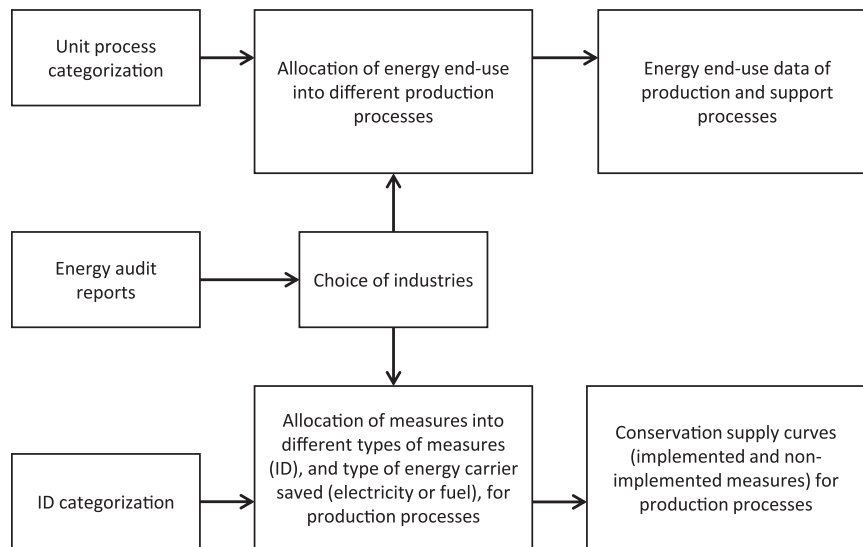 Unit process
categorization
Allocation of energy end-use
into different production
processes
Energy end-use data of
production and support
processes
Energy audit
reports
Choice of industries
ID categorization
Allocation of measures into
different types of measures
(ID), and type of energy carrier
saved (electricity or fuel), for
production processes
Conservation supply curves
(implemented and non-
implemented measures) for
production processes